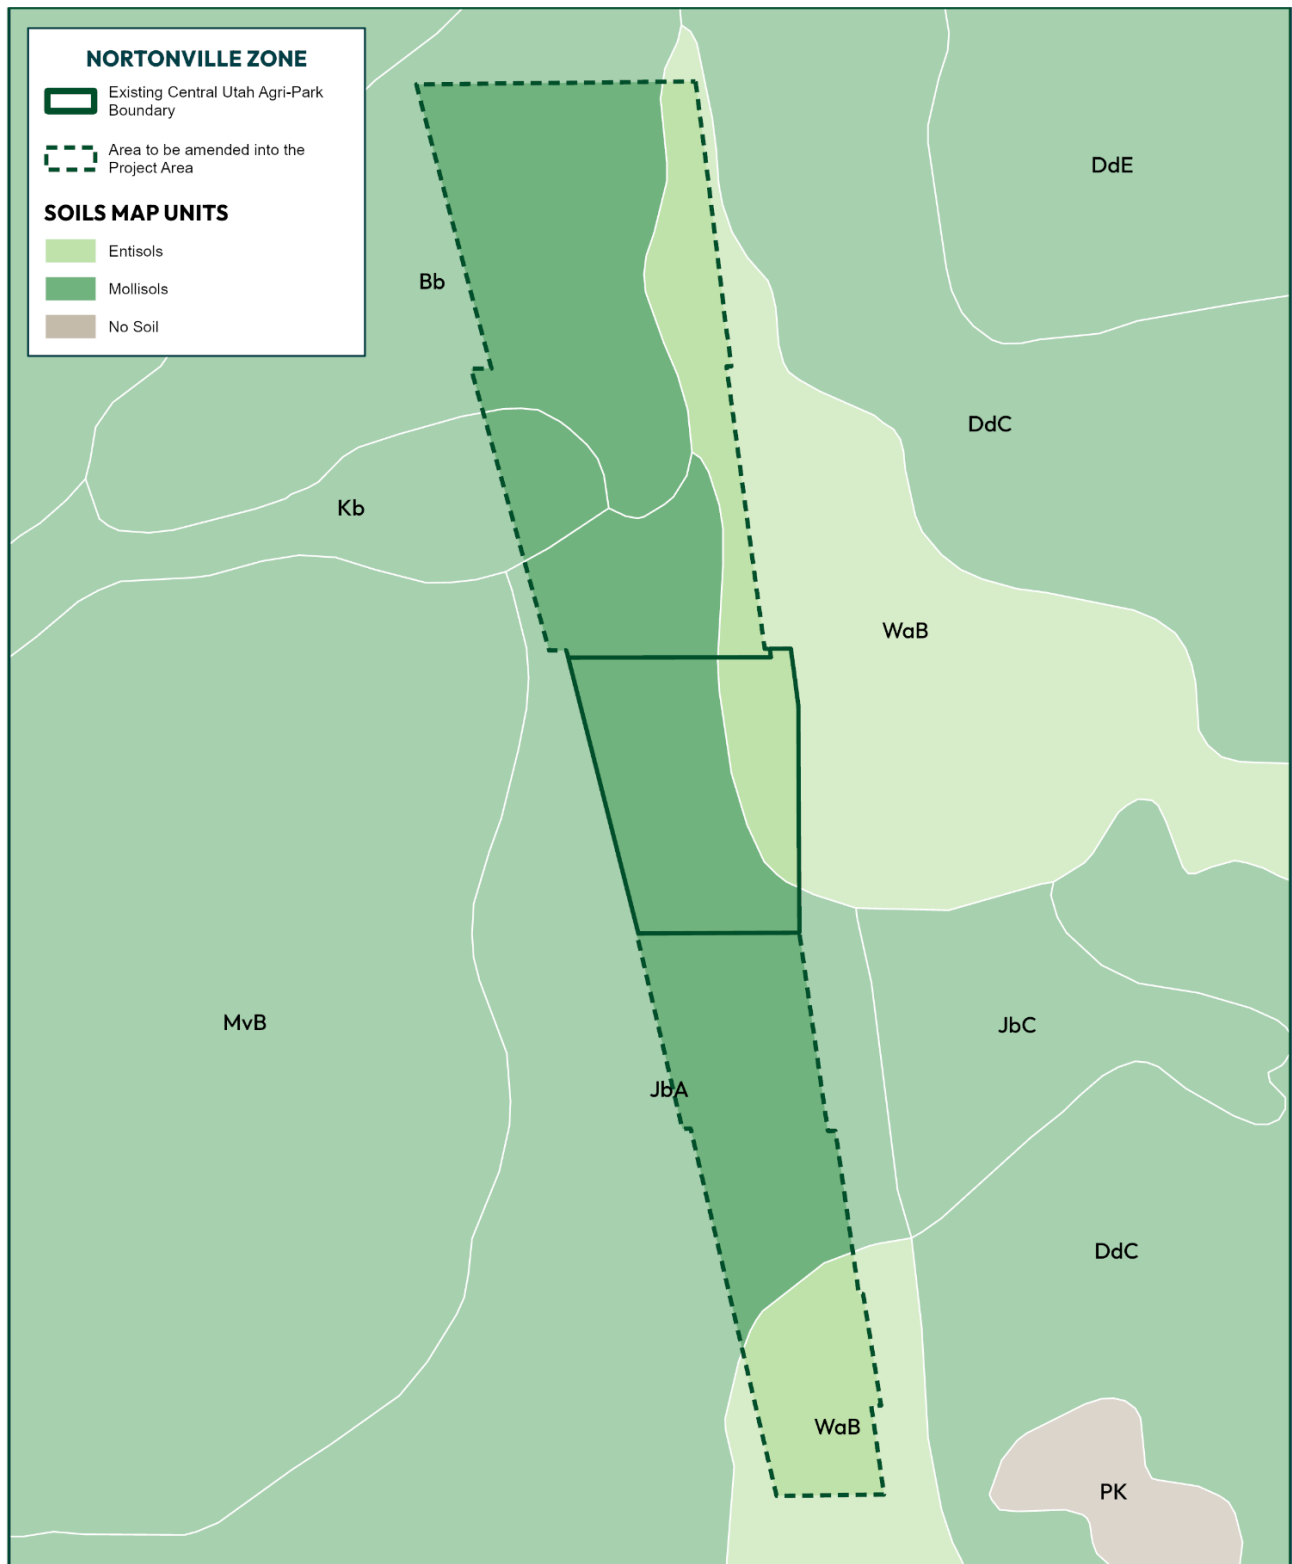 NORTONVILLE ZONE
Existing Central Utah Agri-Park
Boundary
Area to be amended into the
Project Area
SOILS MAP UNITS
Entisols
Mollisols
No Soil
DdE
Bb
DdC
Kb
WaB
MvB
JbC
JbA
DdC
WaB
PK